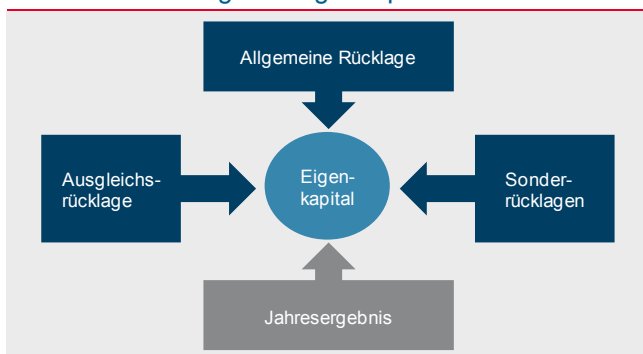 Allgemeine Rücklage
Ausgleichs-
rücklage
Eigen-
kapital
Sonder-
rücklagen
Jahresergebnis